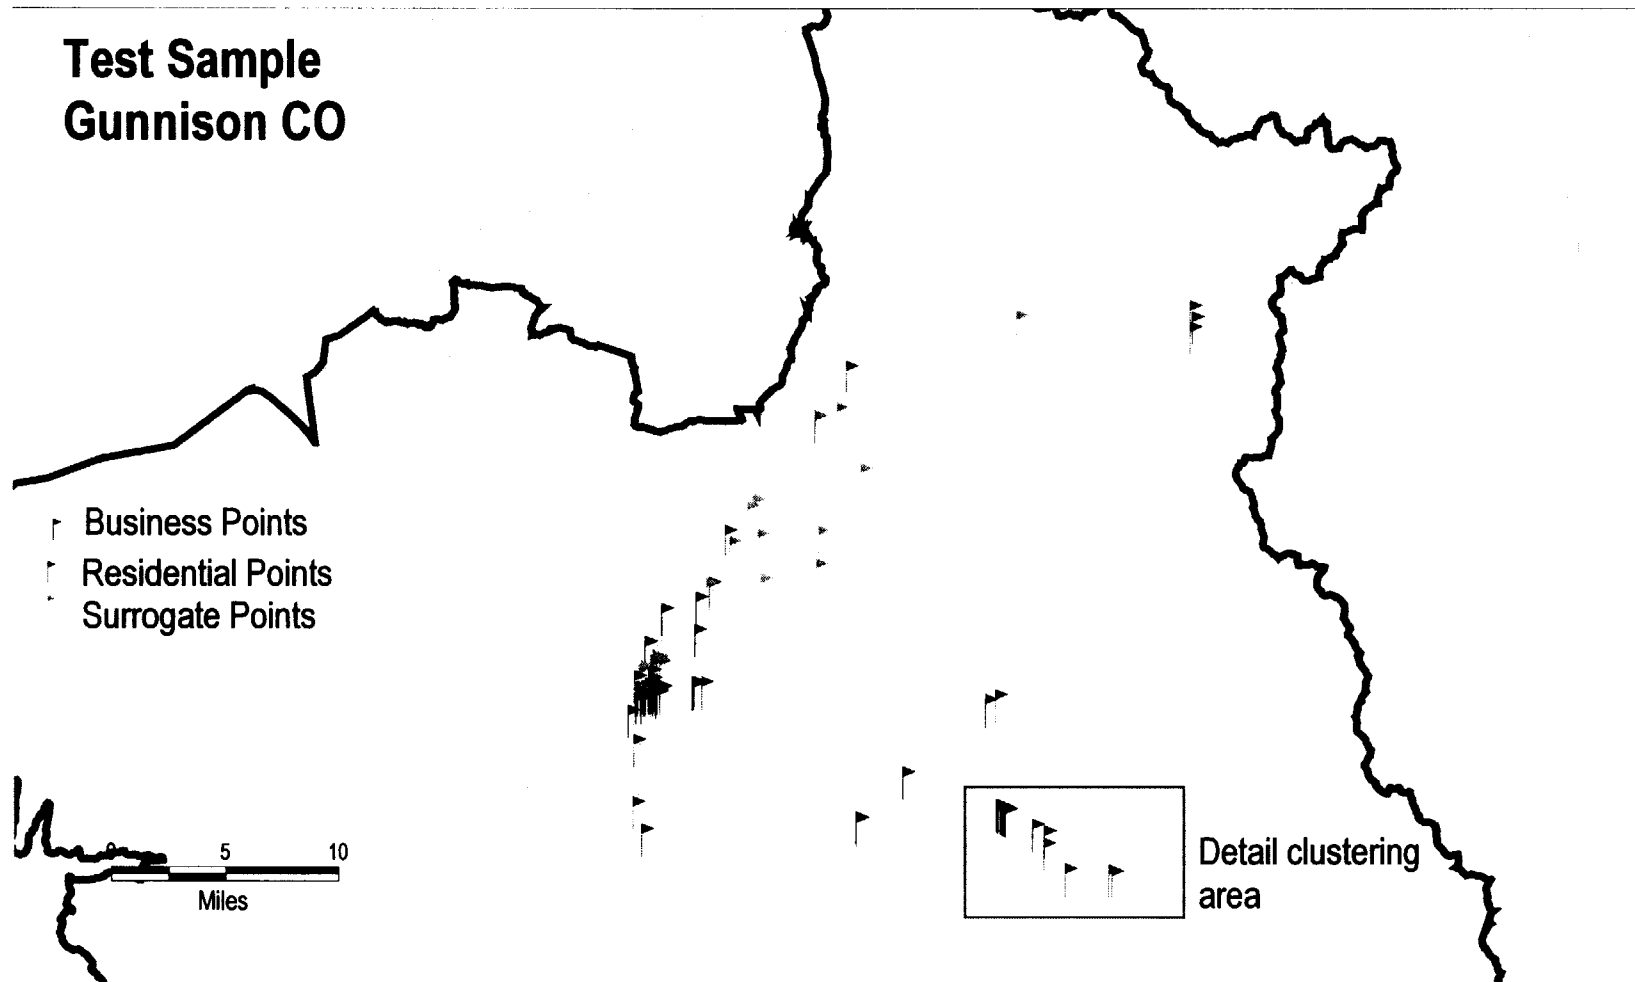 Test Sample
Gunnison CO
Business Points
Residential Points
Surrogate Points
0 5 10
Miles
Detail clustering
area